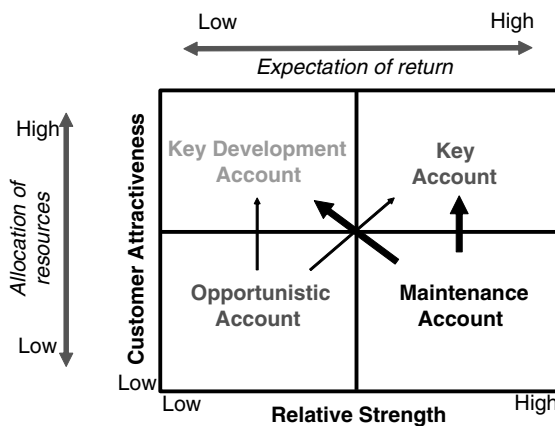 Low
High
Expectation of return
High
Allocation of
resources
Low
Customer Attractiveness
Low
Key Development
Account
Key
Account
Opportunistic
Account
Maintenance
Account
Low
High
Relative Strength